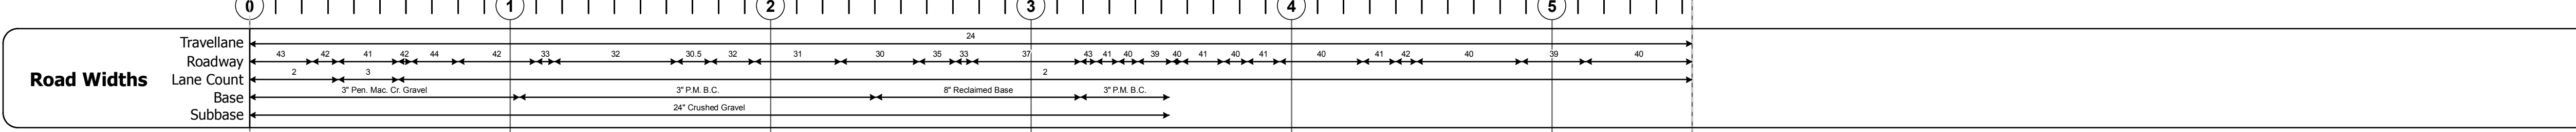 0 1 2 3 4 5
Travellane 24
Roadway 43 42 41 42 44 42 33 32 30.5 32 31 30 35 33 37 43 41 40 39 40 41 40 41 40 41 42 40 39 40
Road Widths
Lane Count 2 3 2
Base 3" Pen. Mac. Cr. Gravel 3" P.M. B.C. 8" Reclaimed Base 3" P.M. B.C.
Subbase 24" Crushed Gravel